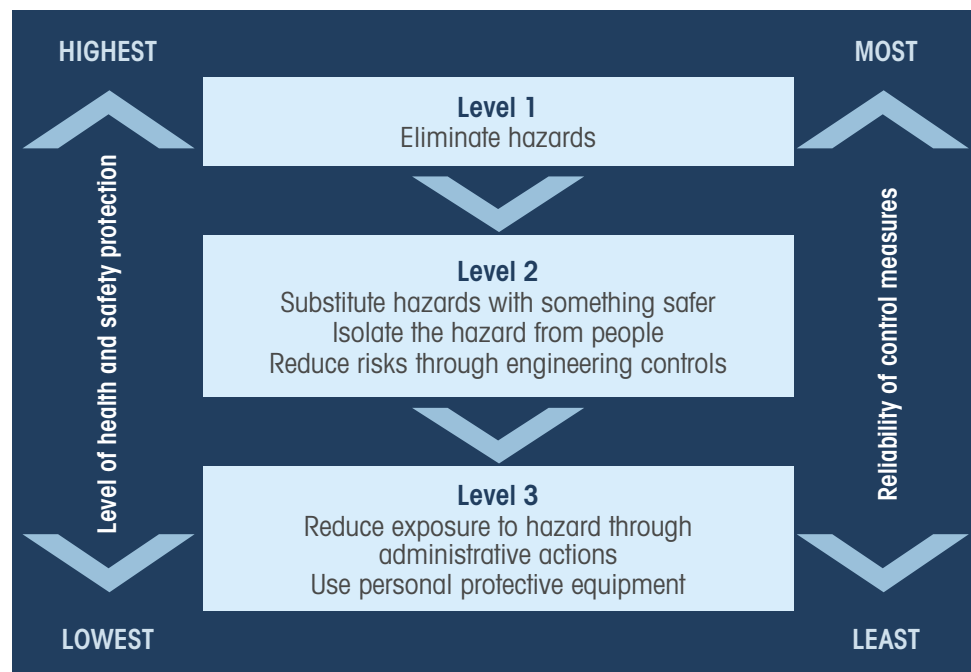 HIGHEST
MOST
Level 1
Eliminate hazards
Level of health and safety protection
Reliability of control measures
Level 2
Substitute hazards with something safer
Isolate the hazard from people
Reduce risks through engineering controls
Level 3
Reduce exposure to hazard through
administrative actions
Use personal protective equipment
LOWEST
LEAST